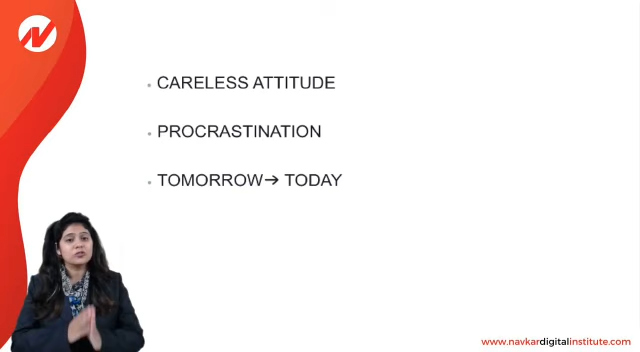 CARELESS ATTITUDE
PROCRASTINATION
TOMORROW➔ TODAY
www.navkardigitalinstitute.com